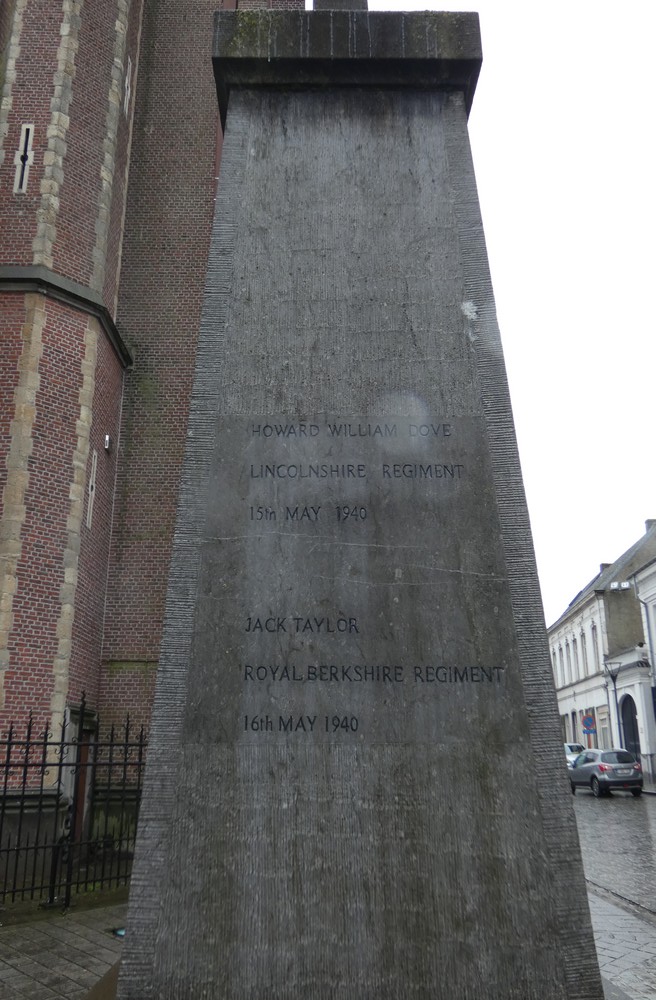 HOWARD WILLIAM DOVE
LINCOLNSHIRE REGIMENT
15th MAY 1940
JACK TAYLOR
ROYAL BERKSHIRE REGIMENT
16th MAY 1940